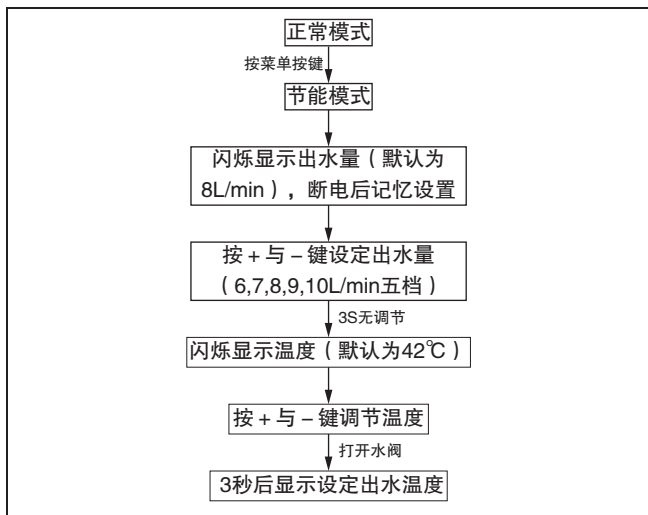 正常模式
按菜单按键
节能模式
闪烁显示出水量（默认为
8L/min），断电后记忆设置
按 + 与 – 键设定出水量
（6,7,8,9,10L/min五档）
3S无调节
闪烁显示温度（默认为42℃）
按 + 与 – 键调节温度
打开水阀
3秒后显示设定出水温度